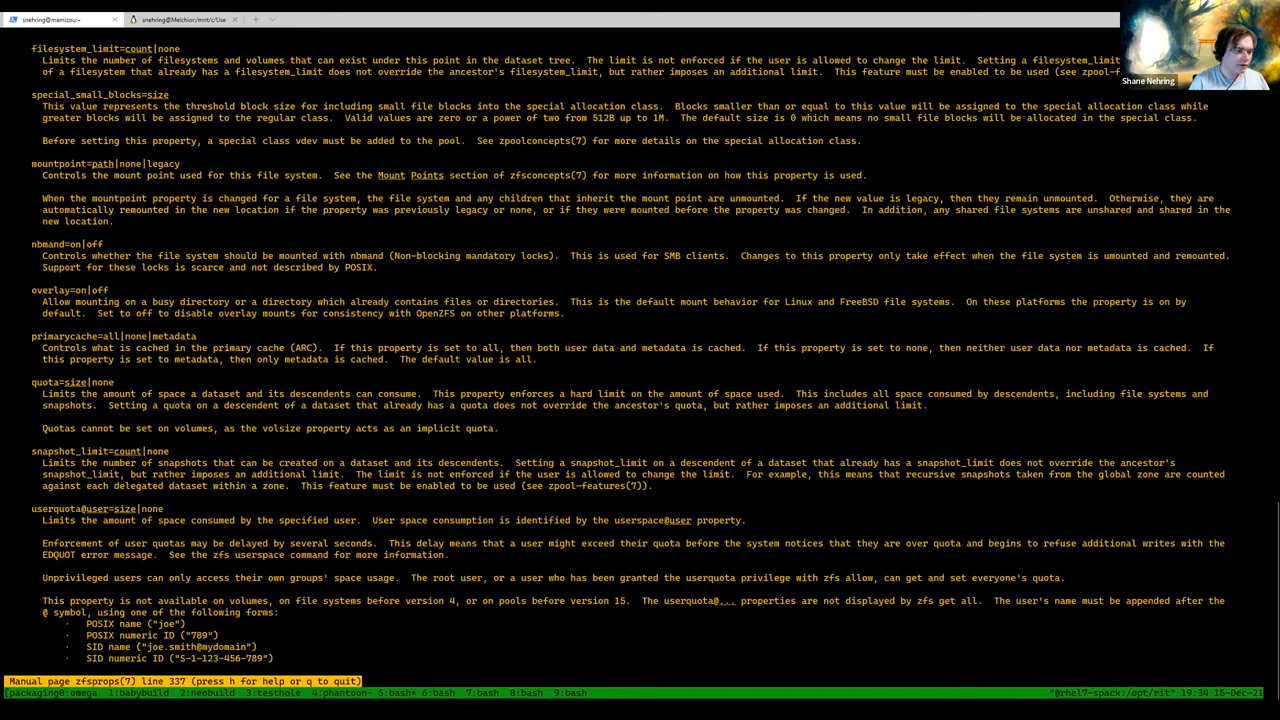 snehring@mamizou:~
snehring@Melchior:/mnt/c/Use
Shane Nehring
filesystem_limit=count|none
Limits the number of filesystems and volumes that can exist under this point in the dataset tree.  The limit is not enforced if the user is allowed to change the limit.  Setting a filesystem_limit
of a filesystem that already has a filesystem_limit does not override the ancestor's filesystem_limit, but rather imposes an additional limit.  This feature must be enabled to be used (see zpool-f
special_small_blocks=size
This value represents the threshold block size for including small file blocks into the special allocation class.  Blocks smaller than or equal to this value will be assigned to the special allocation class while
greater blocks will be assigned to the regular class.  Valid values are zero or a power of two from 512B up to 1M.  The default size is 0 which means no small file blocks will be allocated in the special class.
Before setting this property, a special class vdev must be added to the pool.  See zpoolconcepts(7) for more details on the special allocation class.
mountpoint=path|none|legacy
Controls the mount point used for this file system.  See the Mount Points section of zfsconcepts(7) for more information on how this property is used.
When the mountpoint property is changed for a file system, the file system and any children that inherit the mount point are unmounted.  If the new value is legacy, then they remain unmounted.  Otherwise, they are
automatically remounted in the new location if the property was previously legacy or none, or if they were mounted before the property was changed.  In addition, any shared file systems are unshared and shared in the
new location.
nbmand=on|off
Controls whether the file system should be mounted with nbmand (Non-blocking mandatory locks).  This is used for SMB clients.  Changes to this property only take effect when the file system is umounted and remounted.
Support for these locks is scarce and not described by POSIX.
overlay=on|off
Allow mounting on a busy directory or a directory which already contains files or directories.  This is the default mount behavior for Linux and FreeBSD file systems.  On these platforms the property is on by
default.  Set to off to disable overlay mounts for consistency with OpenZFS on other platforms.
primarycache=all|none|metadata
Controls what is cached in the primary cache (ARC).  If this property is set to all, then both user data and metadata is cached.  If this property is set to none, then neither user data nor metadata is cached.  If
this property is set to metadata, then only metadata is cached.  The default value is all.
quota=size|none
Limits the amount of space a dataset and its descendents can consume.  This property enforces a hard limit on the amount of space used.  This includes all space consumed by descendents, including file systems and
snapshots.  Setting a quota on a descendent of a dataset that already has a quota does not override the ancestor's quota, but rather imposes an additional limit.
Quotas cannot be set on volumes, as the volsize property acts as an implicit quota.
snapshot_limit=count|none
Limits the number of snapshots that can be created on a dataset and its descendents.  Setting a snapshot_limit on a descendent of a dataset that already has a snapshot_limit does not override the ancestor's
snapshot_limit, but rather imposes an additional limit.  The limit is not enforced if the user is allowed to change the limit.  For example, this means that recursive snapshots taken from the global zone are counted
against each delegated dataset within a zone.  This feature must be enabled to be used (see zpool-features(7)).
userquota@user=size|none
Limits the amount of space consumed by the specified user.  User space consumption is identified by the userspace@user property.
Enforcement of user quotas may be delayed by several seconds.  This delay means that a user might exceed their quota before the system notices that they are over quota and begins to refuse additional writes with the
EDQUOT error message.  See the zfs userspace command for more information.
Unprivileged users can only access their own groups' space usage.  The root user, or a user who has been granted the userquota privilege with zfs allow, can get and set everyone's quota.
This property is not available on volumes, on file systems before version 4, or on pools before version 15.  The userquota@... properties are not displayed by zfs get all.  The user's name must be appended after the
@ symbol, using one of the following forms:
·   POSIX name ("joe")
·   POSIX numeric ID ("789")
·   SID name ("joe.smith@mydomain")
·   SID numeric ID ("S-1-123-456-789")
Manual page zfsprops(7) line 337 (press h for help or q to quit)
[packaging0:omega  1:babybuild  2:neobuild  3:testhole  4:phantoon- 5:bash* 6:bash  7:bash  8:bash  9:bash "@rhel7-spack:/opt/rit" 19:34 15-Dec-21